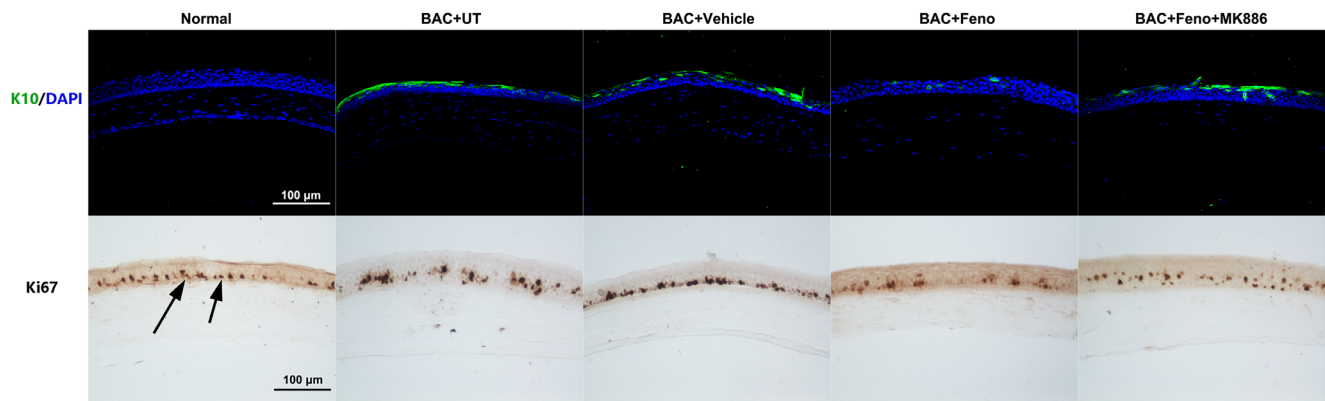 Normal BAC+UT BAC+Vehicle BAC+Feno BAC+Feno+MK886
K10/DAPI
100 µm
Ki67
100 µm